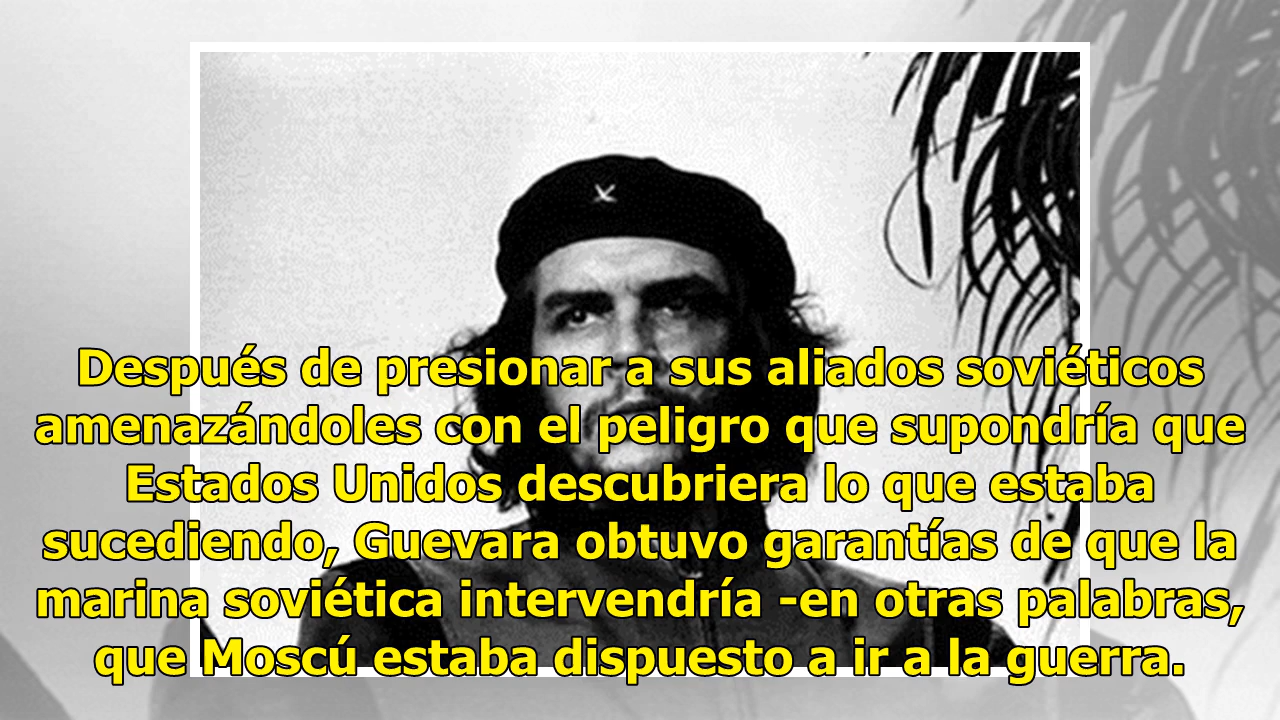 Después de presionar a sus aliados soviéticos
amenazándoles con el peligro que supondría que
Estados Unidos descubriera lo que estaba
sucediendo, Guevara obtuvo garantías de que la
marina soviética intervendría -en otras palabras,
que Moscú estaba dispuesto a ir a la guerra.